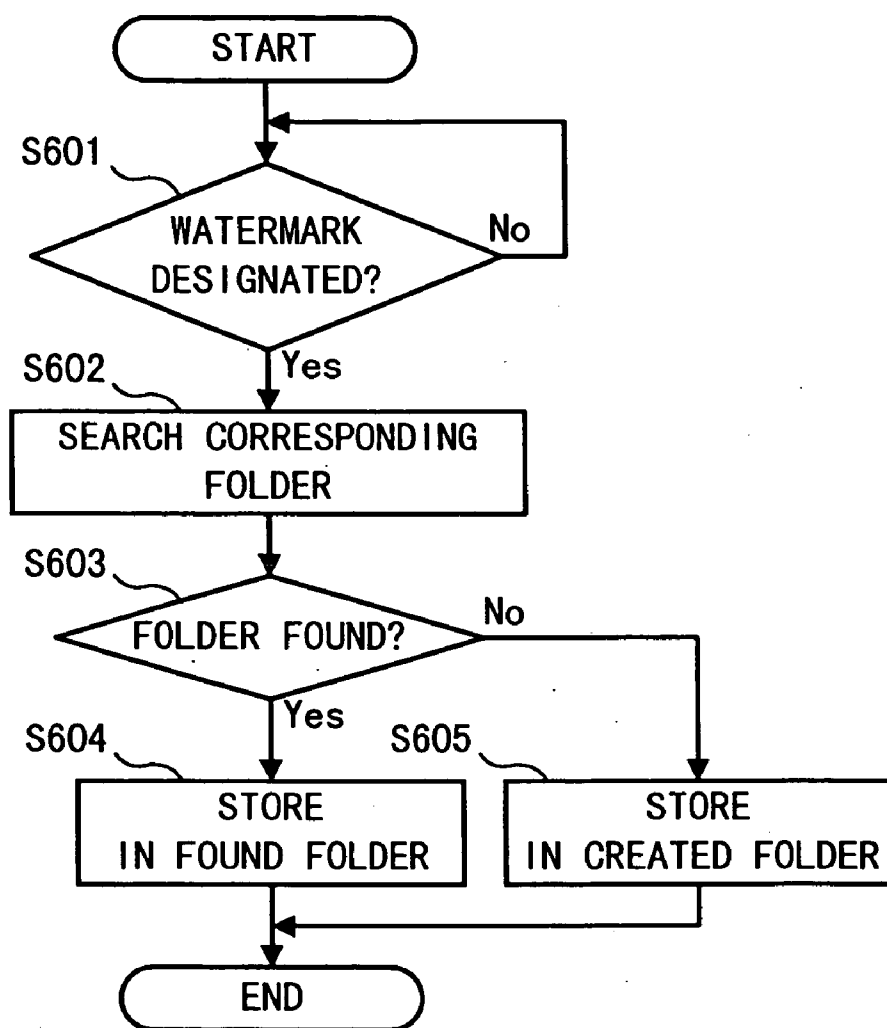 START
S601
WATERMARK
DESIGNATED?
No
Yes
S602
SEARCH CORRESPONDING
FOLDER
S603
FOLDER FOUND?
No
Yes
S604
STORE
IN FOUND FOLDER
S605
STORE
IN CREATED FOLDER
END